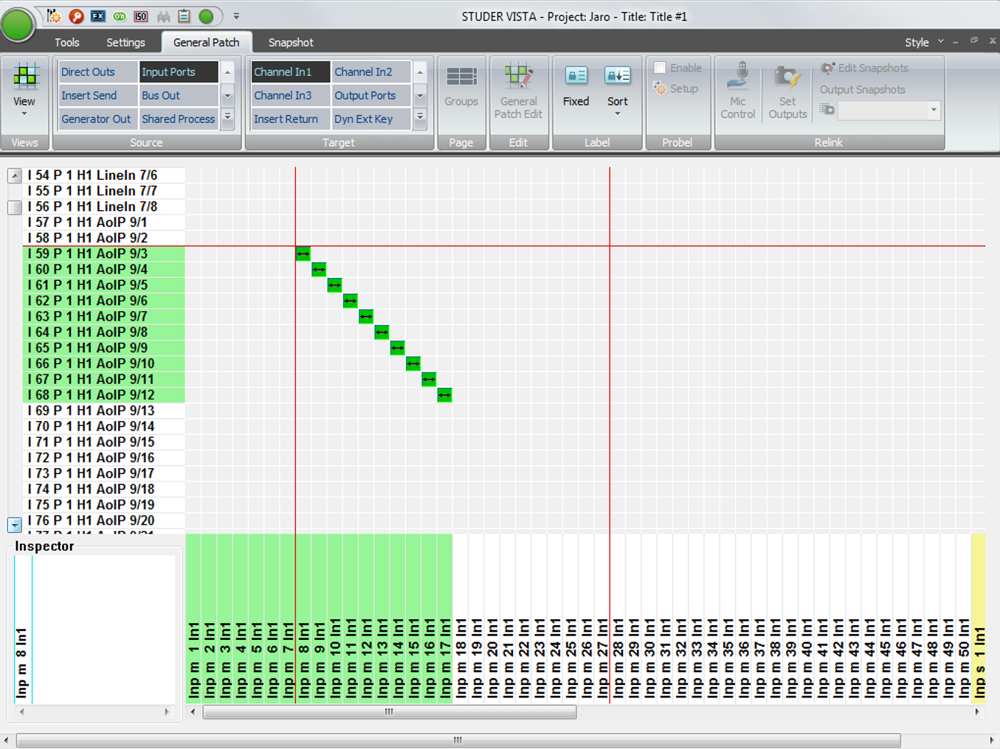 FX
On
ISO
STUDER VISTA - Project: Jaro - Title: Title #1
Tools
Settings
General Patch
Snapshot
Style
View
Views
Direct Outs
Input Ports
Insert Send
Bus Out
Generator Out
Shared Process
Source
Channel In1
Channel In2
Channel In3
Output Ports
Insert Return
Dyn Ext Key
Target
Groups
Page
General
Patch Edit
Edit
Fixed
Sort
Label
Enable
Setup
Probel
Mic
Control
Set
Outputs
Edit Snapshots
Output Snapshots
Relink
I 54 P 1 H1 LineIn 7/6
I 55 P 1 H1 LineIn 7/7
I 56 P 1 H1 LineIn 7/8
I 57 P 1 H1 AoIP 9/1
I 58 P 1 H1 AoIP 9/2
I 59 P 1 H1 AoIP 9/3
I 60 P 1 H1 AoIP 9/4
I 61 P 1 H1 AoIP 9/5
I 62 P 1 H1 AoIP 9/6
I 63 P 1 H1 AoIP 9/7
I 64 P 1 H1 AoIP 9/8
I 65 P 1 H1 AoIP 9/9
I 66 P 1 H1 AoIP 9/10
I 67 P 1 H1 AoIP 9/11
I 68 P 1 H1 AoIP 9/12
I 69 P 1 H1 AoIP 9/13
I 70 P 1 H1 AoIP 9/14
I 71 P 1 H1 AoIP 9/15
I 72 P 1 H1 AoIP 9/16
I 73 P 1 H1 AoIP 9/17
I 74 P 1 H1 AoIP 9/18
I 75 P 1 H1 AoIP 9/19
I 76 P 1 H1 AoIP 9/20
I 77 P 1 H1 AoIP 9/21
Inspector
Inp m 8 In1
Inp m 1 In1
Inp m 2 In1
Inp m 3 In1
Inp m 4 In1
Inp m 5 In1
Inp m 6 In1
Inp m 7 In1
Inp m 8 In1
Inp m 9 In1
Inp m 10 In1
Inp m 11 In1
Inp m 12 In1
Inp m 13 In1
Inp m 14 In1
Inp m 15 In1
Inp m 16 In1
Inp m 17 In1
Inp m 18 In1
Inp m 19 In1
Inp m 20 In1
Inp m 21 In1
Inp m 22 In1
Inp m 23 In1
Inp m 24 In1
Inp m 25 In1
Inp m 26 In1
Inp m 27 In1
Inp m 28 In1
Inp m 29 In1
Inp m 30 In1
Inp m 31 In1
Inp m 32 In1
Inp m 33 In1
Inp m 34 In1
Inp m 35 In1
Inp m 36 In1
Inp m 37 In1
Inp m 38 In1
Inp m 39 In1
Inp m 40 In1
Inp m 41 In1
Inp m 42 In1
Inp m 43 In1
Inp m 44 In1
Inp m 45 In1
Inp m 46 In1
Inp m 47 In1
Inp m 48 In1
Inp m 49 In1
Inp m 50 In1
Inp s 1 In1